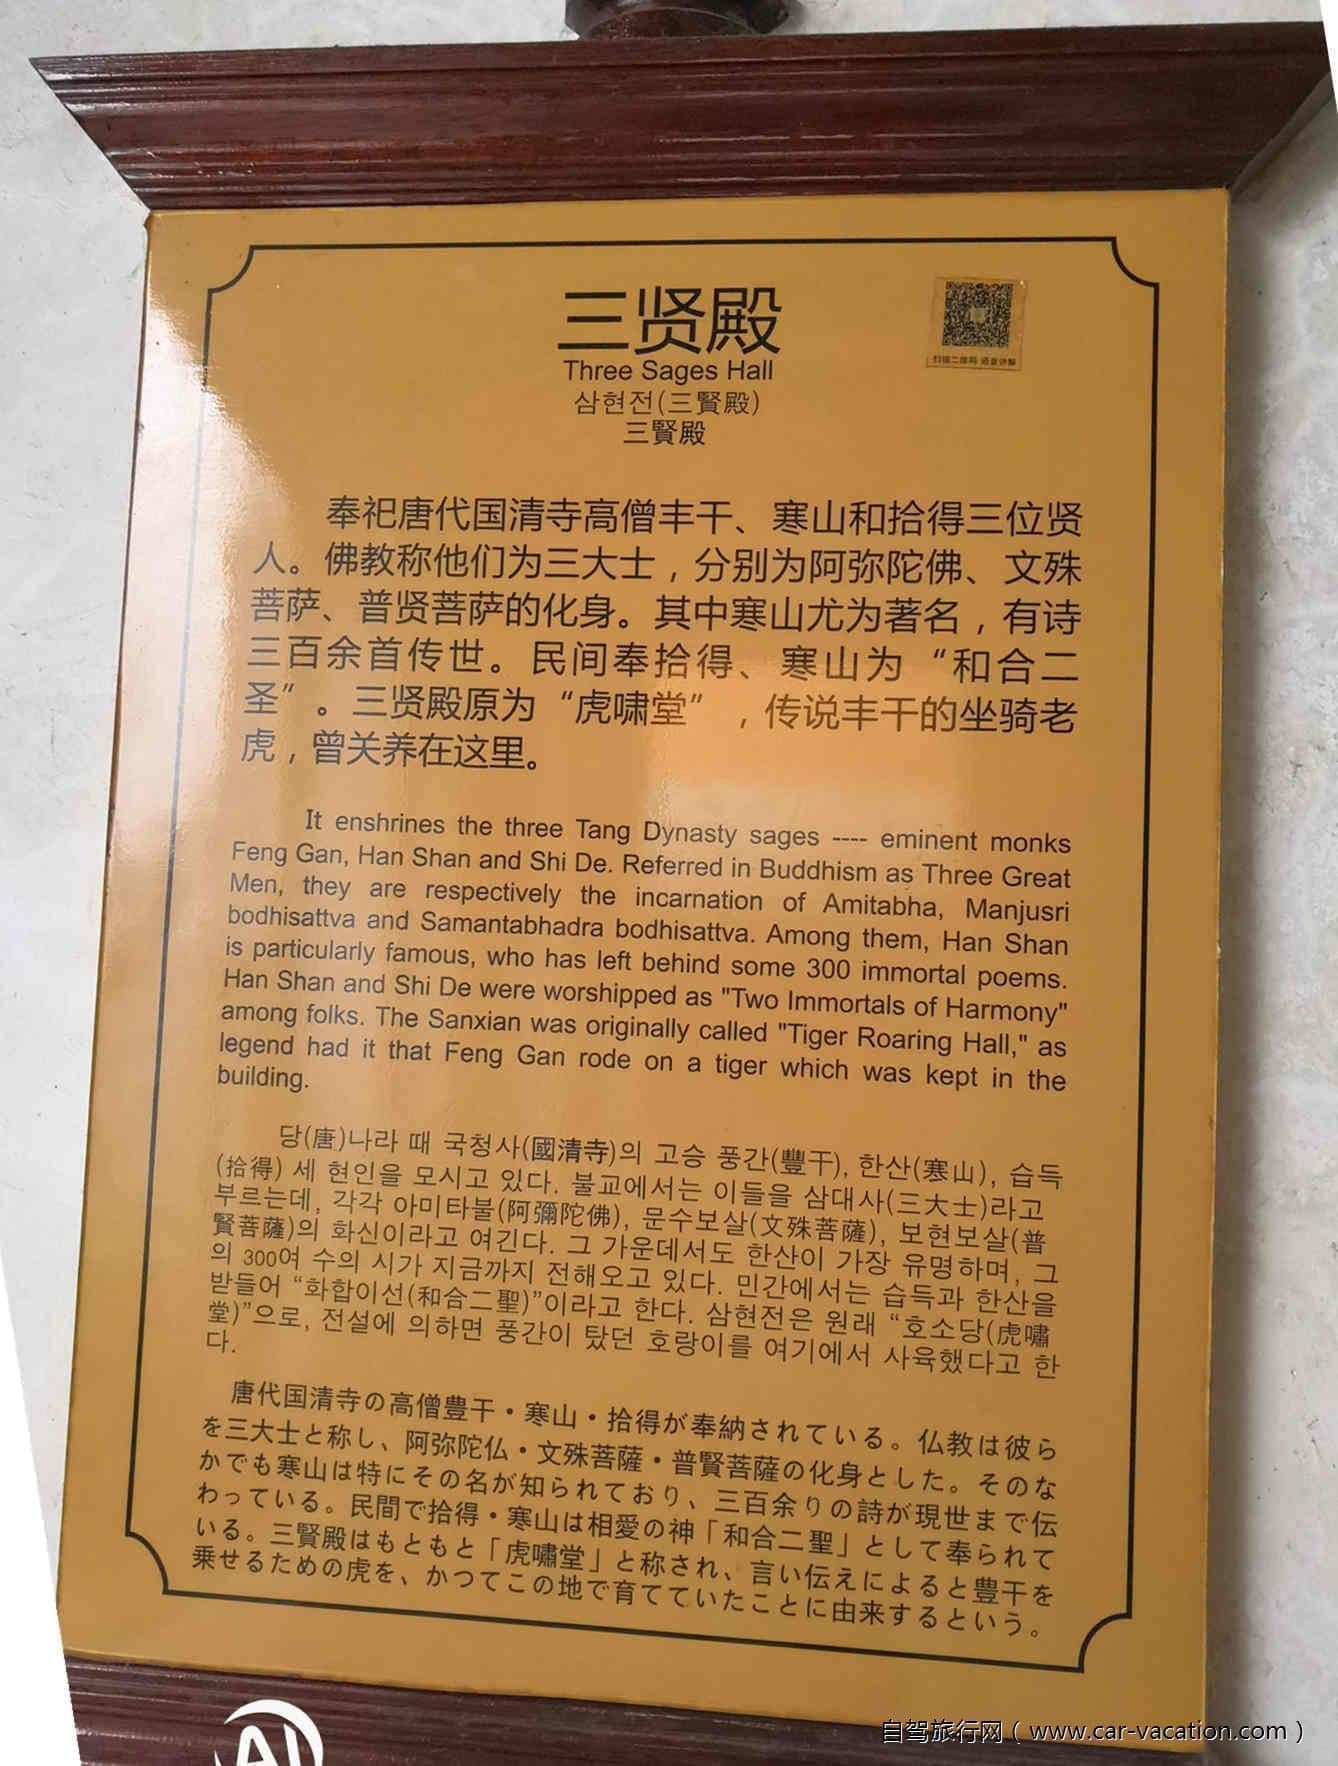 三贤殿
Three Sages Hall
삼현전(三賢殿)
三賢殿
扫描二维码 语音讲解
奉祀唐代国清寺高僧丰干、寒山和拾得三位贤
人。佛教称他们为三大士，分别为阿弥陀佛、文殊
菩萨、普贤菩萨的化身。其中寒山尤为著名，有诗
三百余首传世。民间奉拾得、寒山为“和合二
圣”。三贤殿原为“虎啸堂”，传说丰干的坐骑老
虎，曾关养在这里。
It enshrines the three Tang Dynasty sages ---- eminent monks
Feng Gan, Han Shan and Shi De. Referred in Buddhism as Three Great
Men, they are respectively the incarnation of Amitabha, Manjusri
bodhisattva and Samantabhadra bodhisattva. Among them, Han Shan
is particularly famous, who has left behind some 300 immortal poems.
Han Shan and Shi De were worshipped as "Two Immortals of Harmony"
among folks. The Sanxian was originally called "Tiger Roaring Hall," as
legend had it that Feng Gan rode on a tiger which was kept in the
building.
당(唐)나라 때 국청사(國清寺)의 고승 풍간(豐干), 한산(寒山), 습득
(拾得) 세 현인을 모시고 있다. 불교에서는 이들을 삼대사(三大士)라고
부르는데, 각각 아미타불(阿彌陀佛), 문수보살(文殊菩薩), 보현보살(普
賢菩薩)의 화신이라고 여긴다. 그 가운데서도 한산이 가장 유명하며, 그
의 300여 수의 시가 지금까지 전해오고 있다. 민간에서는 습득과 한산을
받들어 “화합이선(和合二聖)”이라고 한다. 삼현전은 원래 “호소당(虎嘯
堂)”으로, 전설에 의하면 풍간이 탔던 호랑이를 여기에서 사육했다고 한
다.
唐代国清寺の高僧豊干・寒山・拾得が奉納されている。仏教は彼ら
を三大士と称し、阿弥陀仏・文殊菩薩・普賢菩薩の化身とした。そのな
かでも寒山は特にその名が知られており、三百余りの詩が現世まで伝
わっている。民間で拾得・寒山は相愛の神「和合二聖」として奉られて
いる。三賢殿はもともと「虎嘯堂」と称され、言い伝えによると豊干を
乗せるための虎を、かつてこの地で育てていたことに由来するという。
自驾旅行网（www.car-vacation.com）